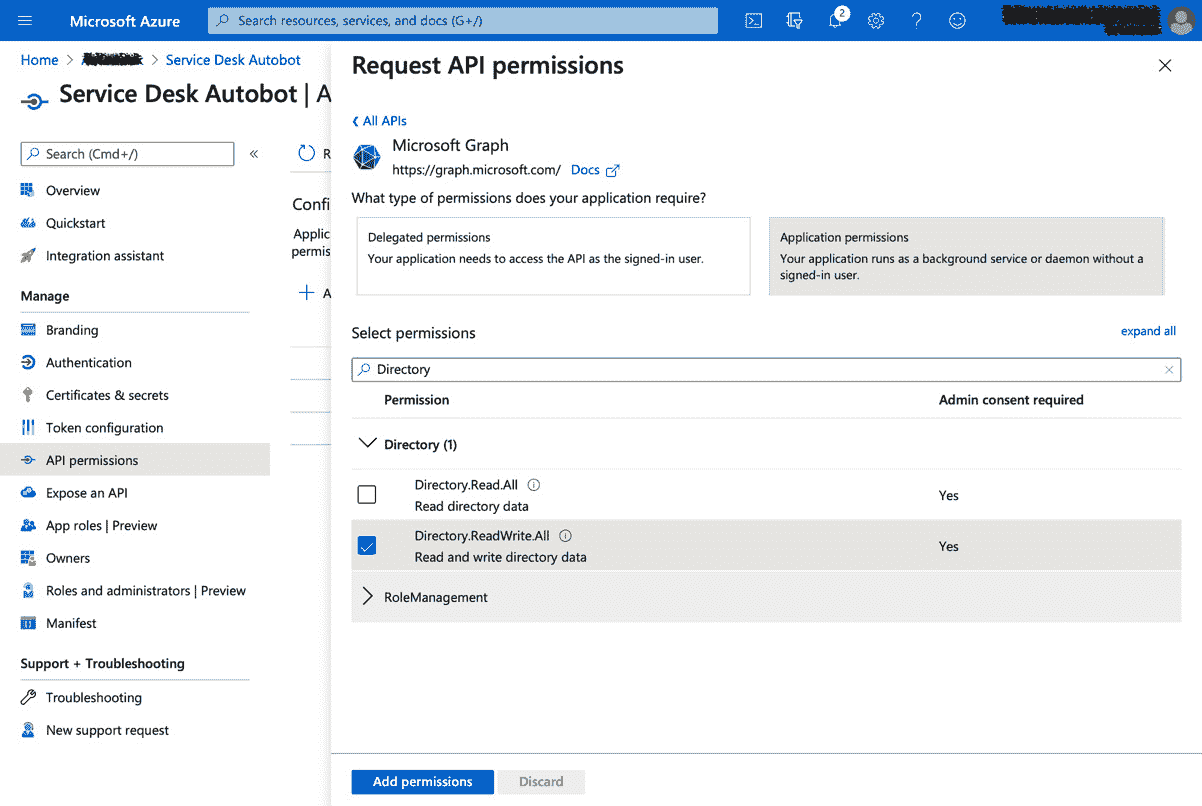 Microsoft Azure
Search resources, services, and docs (G+/)
2
Home > > Service Desk Autobot
Service Desk Autobot | A
Search (Cmd+/)
«
Overview
Quickstart
Integration assistant
Manage
Branding
Authentication
Certificates & secrets
Token configuration
API permissions
Expose an API
App roles | Preview
Owners
Roles and administrators | Preview
Manifest
Support + Troubleshooting
Troubleshooting
New support request
R
Confi
Applic
permis
A
Request API permissions
All APIs
Microsoft Graph
https://graph.microsoft.com/ Docs
What type of permissions does your application require?
Delegated permissions
Your application needs to access the API as the signed-in user.
Application permissions
Your application runs as a background service or daemon without a
signed-in user.
Select permissions
expand all
Directory
Permission
Admin consent required
Directory (1)
Directory.Read.All
Read directory data
Yes
Directory.ReadWrite.All
Read and write directory data
Yes
RoleManagement
Add permissions
Discard